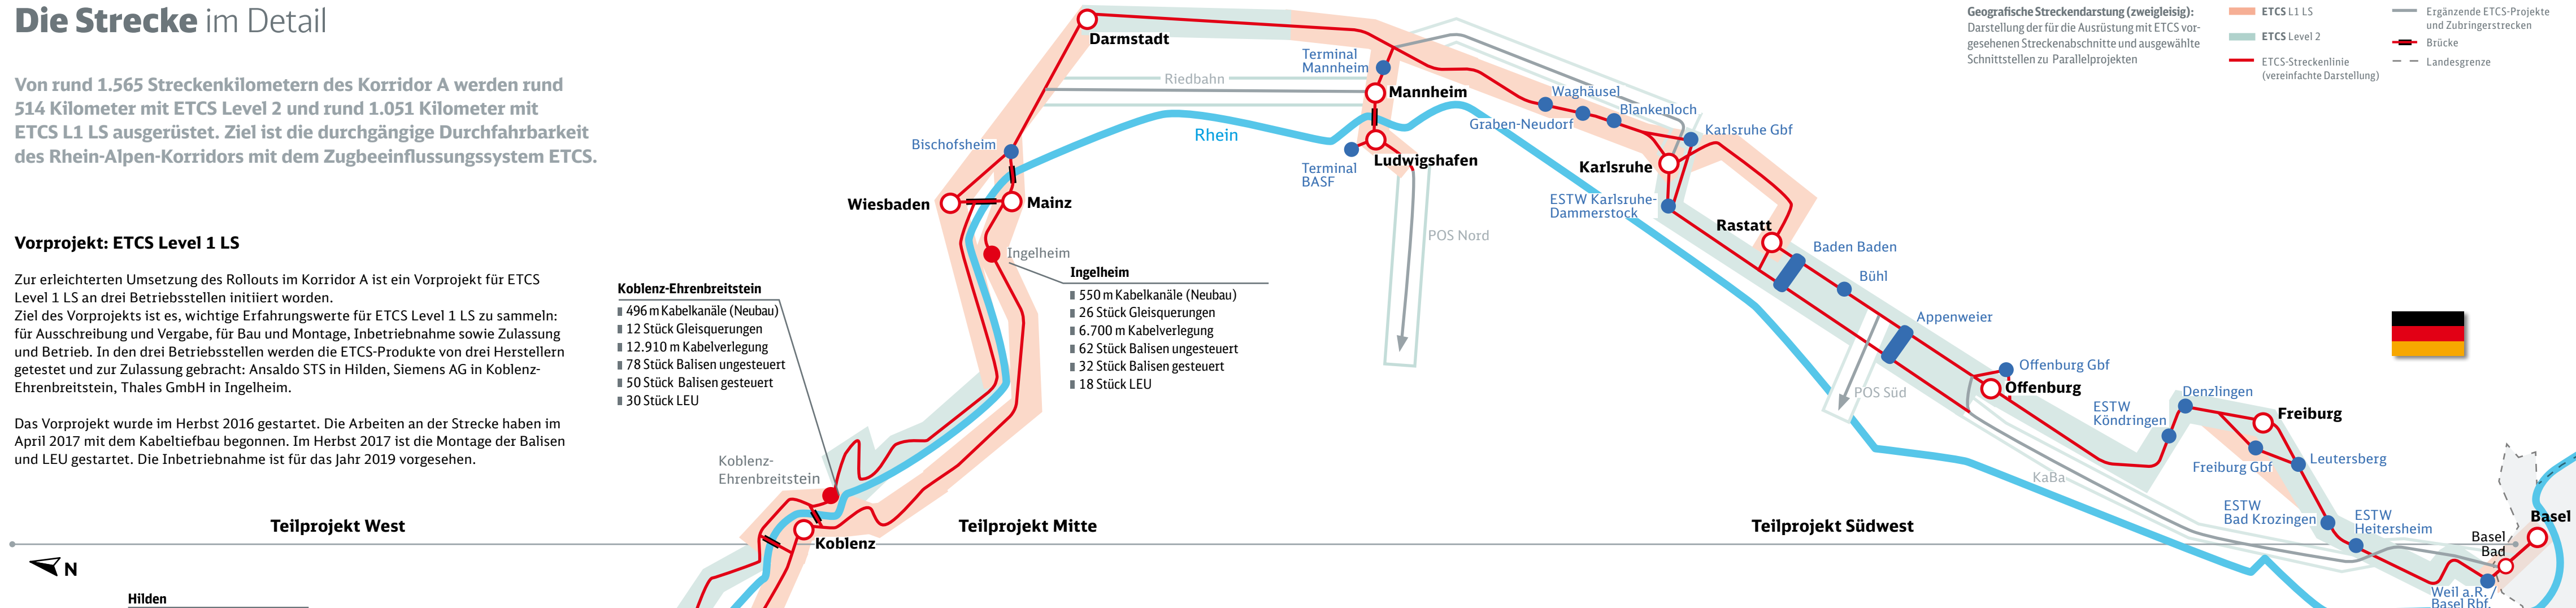 Die Strecke im Detail
Von rund 1.565 Streckenkilometern des Korridor A werden rund
514 Kilometer mit ETCS Level 2 und rund 1.051 Kilometer mit
ETCS L1 LS ausgerüstet. Ziel ist die durchgängige Durchfahrbarkeit
des Rhein-Alpen-Korridors mit dem Zugbeeinflussungssystem ETCS.
Vorprojekt: ETCS Level 1 LS
Zur erleichterten Umsetzung des Rollouts im Korridor A ist ein Vorprojekt für ETCS
Level 1 LS an drei Betriebsstellen initiiert worden.
Ziel des Vorprojekts ist es, wichtige Erfahrungswerte für ETCS Level 1 LS zu sammeln:
für Ausschreibung und Vergabe, für Bau und Montage, Inbetriebnahme sowie Zulassung
und Betrieb. In den drei Betriebsstellen werden die ETCS-Produkte von drei Herstellern
getestet und zur Zulassung gebracht: Ansaldo STS in Hilden, Siemens AG in Koblenz-
Ehrenbreitstein, Thales GmbH in Ingelheim.
Das Vorprojekt wurde im Herbst 2016 gestartet. Die Arbeiten an der Strecke haben im
April 2017 mit dem Kabeltiefbau begonnen. Im Herbst 2017 ist die Montage der Balisen
und LEU gestartet. Die Inbetriebnahme ist für das Jahr 2019 vorgesehen.
Teilprojekt West
N
Hilden
Koblenz-Ehrenbreitstein
496 m Kabelkanäle (Neubau)
12 Stück Gleisquerungen
12.910 m Kabelverlegung
78 Stück Balisen ungesteuert
50 Stück Balisen gesteuert
30 Stück LEU
Koblenz-
Ehrenbreitstein
Koblenz
Teilprojekt Mitte
Darmstadt
Riedbahn
Bischofsheim
Rhein
Wiesbaden
Mainz
Ingelheim
Ingelheim
550 m Kabelkanäle (Neubau)
26 Stück Gleisquerungen
6.700 m Kabelverlegung
62 Stück Balisen ungesteuert
32 Stück Balisen gesteuert
18 Stück LEU
Terminal
Mannheim
Mannheim
Ludwigshafen
Terminal
BASF
POS Nord
Waghäusel
Graben-Neudorf
Blankenloch
Karlsruhe Gbf
Karlsruhe
ESTW Karlsruhe-
Dammerstock
Rastatt
Baden Baden
Bühl
Appenweier
POS Süd
Offenburg Gbf
Offenburg
Teilprojekt Südwest
KaBa
ESTW
Köndringen
Denzlingen
Freiburg
Freiburg Gbf
Leutersberg
ESTW
Bad Krozingen
ESTW
Heitersheim
Basel
Basel
Bad
Weil a.R./
Basel Rbf.
Geografische Streckendarstung (zweigleisig):
Darstellung der für die Ausrüstung mit ETCS vor-
gesehenen Streckenabschnitte und ausgewählte
Schnittstellen zu Parallelprojekten
ETCS L1 LS
ETCS Level 2
ETCS-Streckenlinie
(vereinfachte Darstellung)
Ergänzende ETCS-Projekte
und Zubringerstrecken
Brücke
Landesgrenze